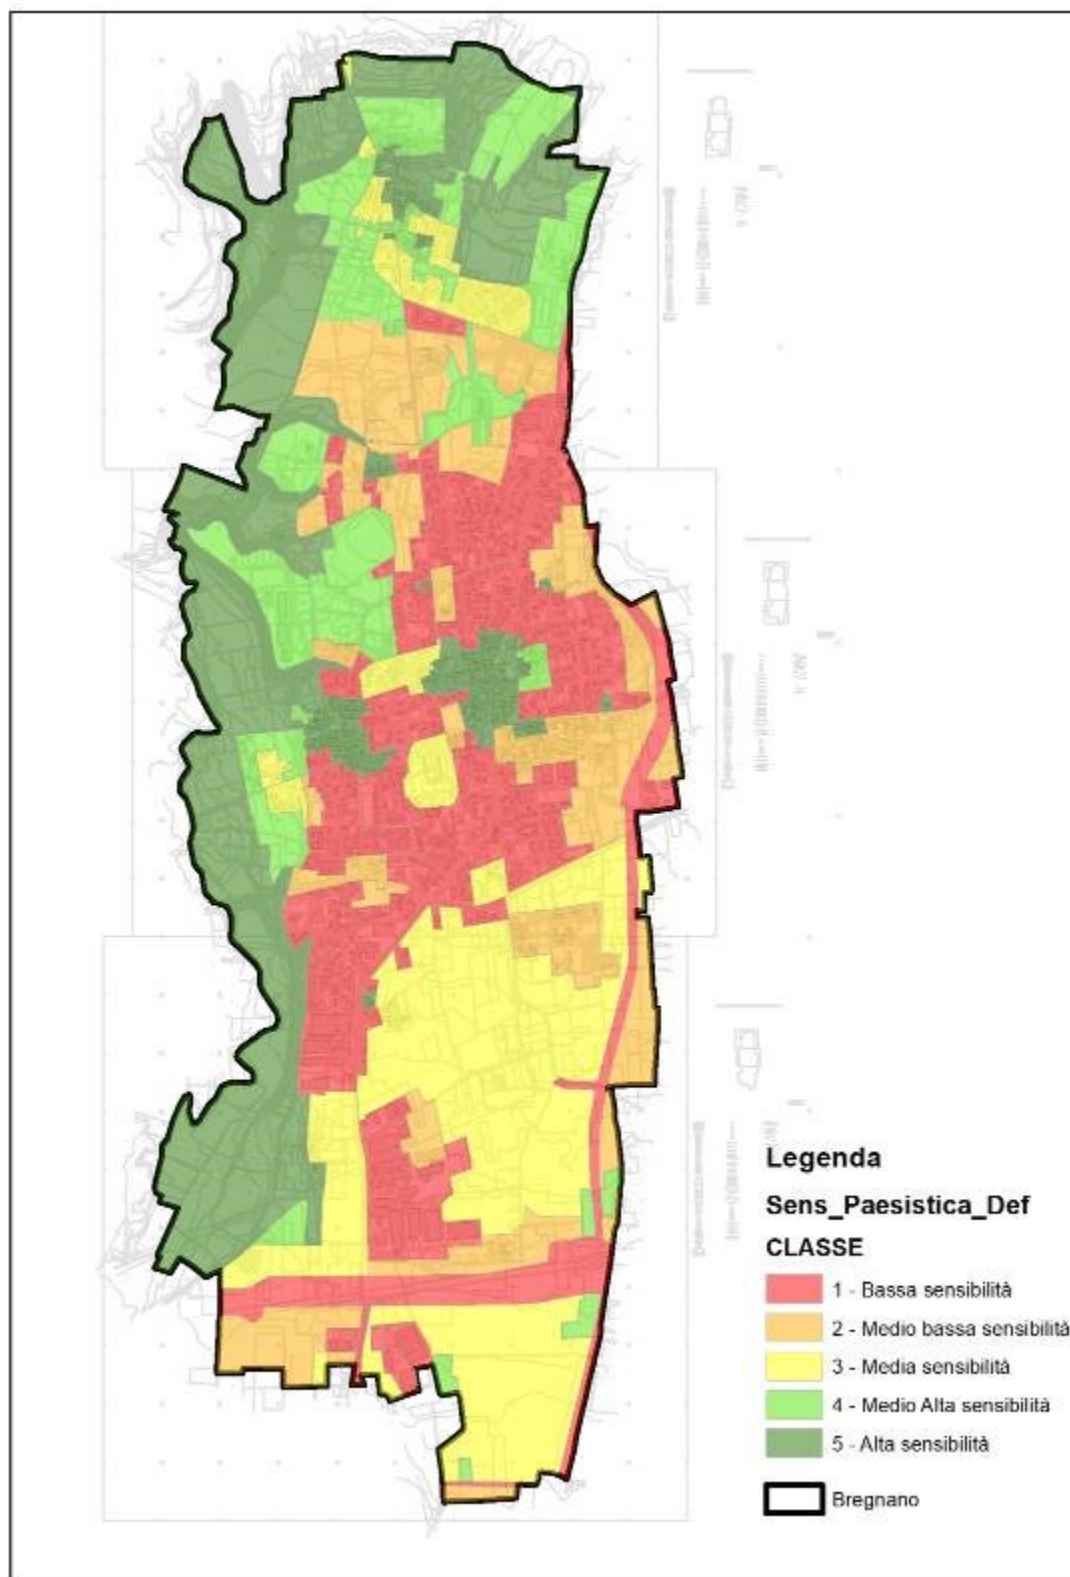 Legenda
Sens_Paesistica_Def
CLASSE
1 - Bassa sensibilità
2 - Medio bassa sensibilità
3 - Media sensibilità
4 - Medio Alta sensibilità
5 - Alta sensibilità
Bregnano